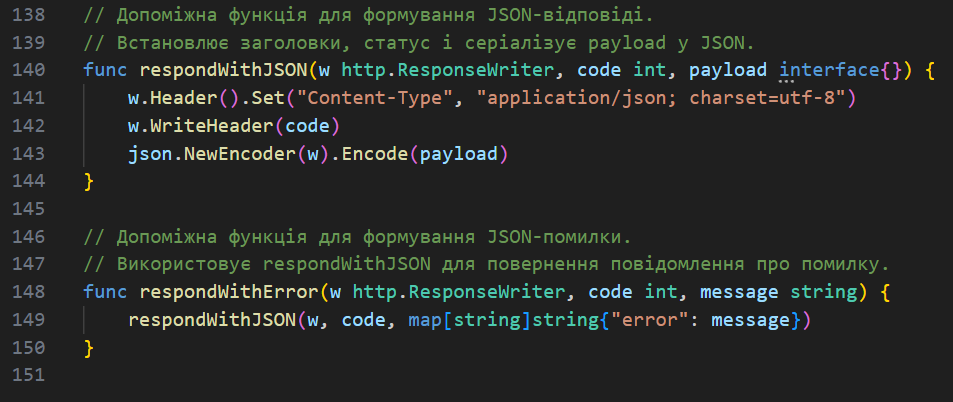 138 // Допоміжна функція для формування JSON-відповіді.
139 // Встановлює заголовки, статус і серіалізує payload у JSON.
140 func respondWithJSON(w http.ResponseWriter, code int, payload interface{}) {
141     w.Header().Set("Content-Type", "application/json; charset=utf-8")
142     w.WriteHeader(code)
143     json.NewEncoder(w).Encode(payload)
144 }
145
146 // Допоміжна функція для формування JSON-помилки.
147 // Використовує respondWithJSON для повернення повідомлення про помилку.
148 func respondWithError(w http.ResponseWriter, code int, message string) {
149     respondWithJSON(w, code, map[string]string{"error": message})
150 }
151